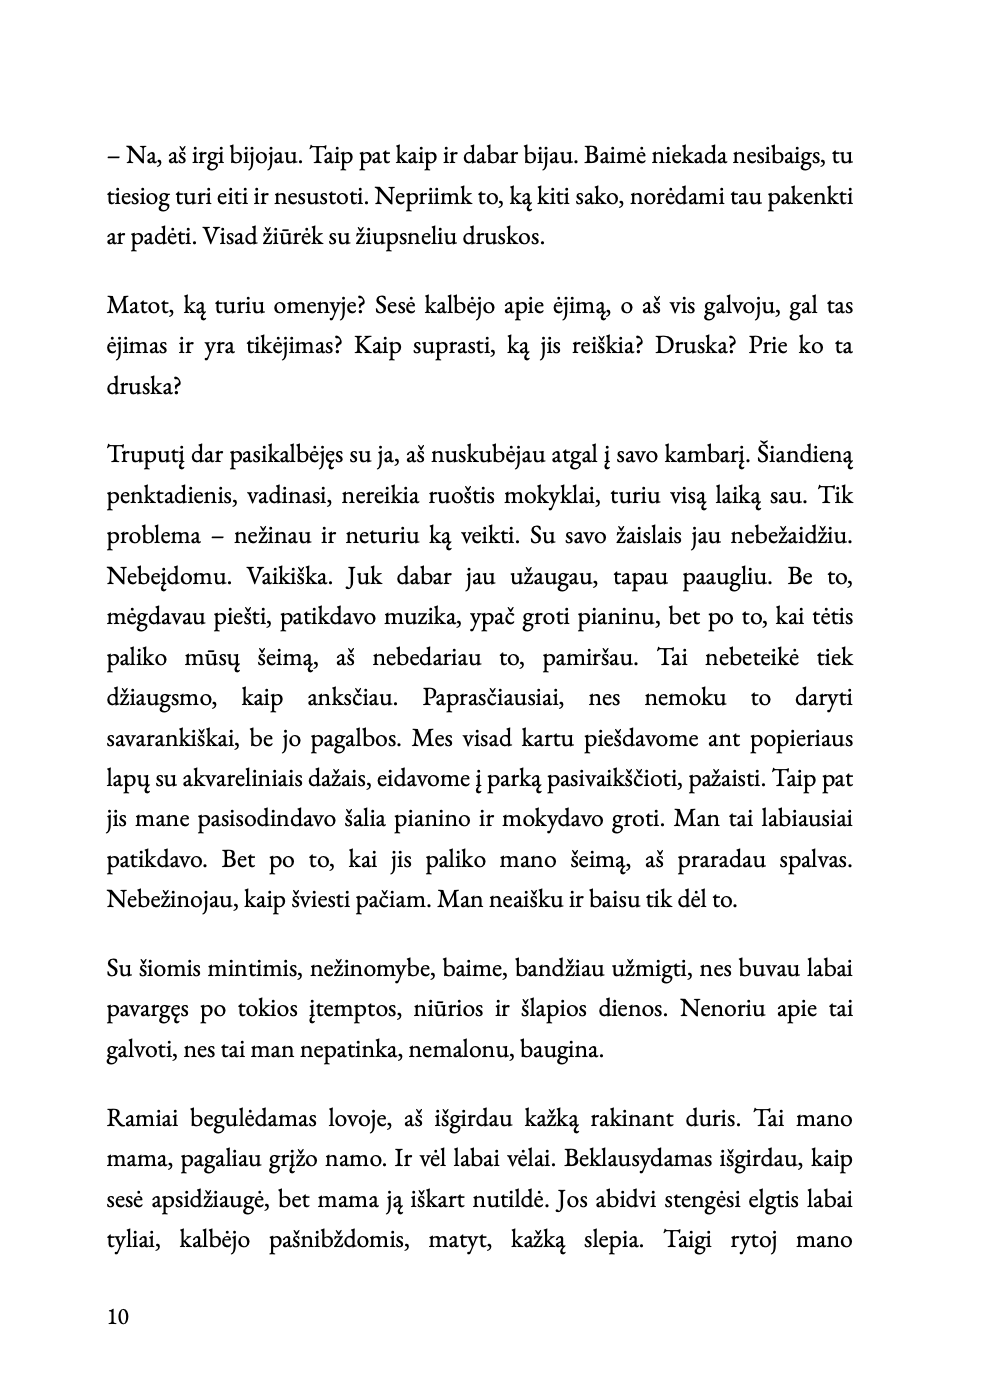 – Na, aš irgi bijojau. Taip pat kaip ir dabar bijau. Baimė niekada nesibaigs, tu
tiesiog turi eiti ir nesustoti. Nepriimk to, ką kiti sako, norėdami tau pakenkti
ar padėti. Visad žiūrėk su žiupsneliu druskos.
Matot, ką turiu omenyje? Sesė kalbėjo apie ėjimą, o aš vis galvoju, gal tas
ėjimas ir yra tikėjimas? Kaip suprasti, ką jis reiškia? Druska? Prie ko ta
druska?
Truputį dar pasikalbėjęs su ja, aš nuskubėjau atgal į savo kambarį. Šiandieną
penktadienis, vadinasi, nereikia ruoštis mokyklai, turiu visą laiką sau. Tik
problema – nežinau ir neturiu ką veikti. Su savo žaislais jau nebežaidžiu.
Nebeįdomu. Vaikiška. Juk dabar jau užaugau, tapau paaugliu. Be to,
mėgdavau piešti, patikdavo muzika, ypač groti pianinu, bet po to, kai tėtis
paliko mūsų šeimą, aš nebedariau to, pamiršau. Tai nebeteikė tiek
džiaugsmo, kaip anksčiau. Paprasčiausiai, nes nemoku to daryti
savarankiškai, be jo pagalbos. Mes visad kartu piešdavome ant popieriaus
lapų su akvareliniais dažais, eidavome į parką pasivaikščioti, pažaisti. Taip pat
jis mane pasisodindavo šalia pianino ir mokydavo groti. Man tai labiausiai
patikdavo. Bet po to, kai jis paliko mano šeimą, aš praradau spalvas.
Nebežinojau, kaip šviesti pačiam. Man neaišku ir baisu tik dėl to.
Su šiomis mintimis, nežinomybe, baime, bandžiau užmigti, nes buvau labai
pavargęs po tokios įtemptos, niūrios ir šlapios dienos. Nenoriu apie tai
galvoti, nes tai man nepatinka, nemalonu, baugina.
Ramiai begulėdamas lovoje, aš išgirdau kažką rakinant duris. Tai mano
mama, pagaliau grįžo namo. Ir vėl labai vėlai. Beklausydamas išgirdau, kaip
sesė apsidžiaugė, bet mama ją iškart nutildė. Jos abidvi stengėsi elgtis labai
tyliai, kalbėjo pašnibždomis, matyt, kažką slepia. Taigi rytoj mano
10